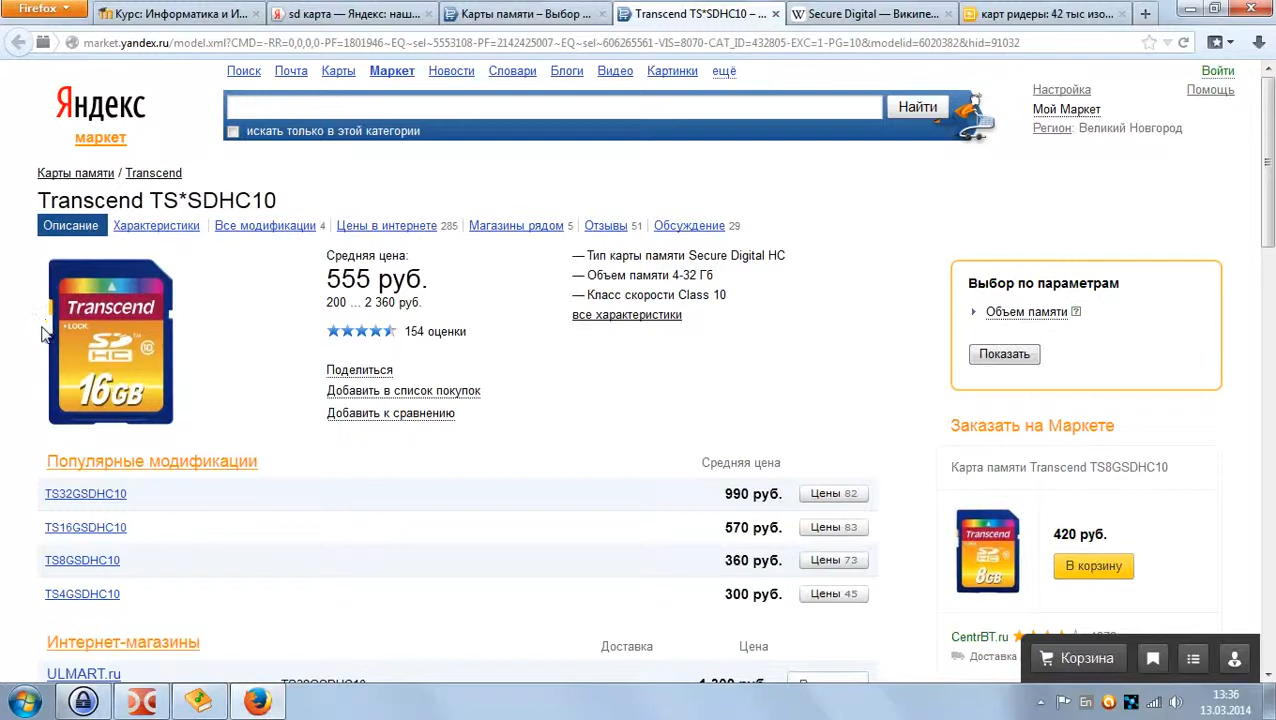 Firefox
Курс: Информатика и И...
sd карта — Яндекс: наш...
Карты памяти – Выбор ...
Transcend TS*SDHC10 – ...
Secure Digital — Википе...
карт ридеры: 42 тыс изо...
market.yandex.ru/model.xml?CMD=-RR=0,0,0,0-PF=1801946~EQ~sel~5553108-PF=2142425007~EQ~sel~606265561-VIS=8070-CAT_ID=432805-EXC=1-PG=10&modelid=6020382&hid=91032
Поиск Почта Карты Маркет Новости Словари Блоги Видео Картинки ещё
Войти
Яндекс
маркет
Найти
искать только в этой категории
Настройка
Помощь
Мой Маркет
Регион: Великий Новгород
Карты памяти / Transcend
Transcend TS*SDHC10
Описание Характеристики Все модификации 4 Цены в интернете 285 Магазины рядом 5 Отзывы 51 Обсуждение 29
Transcend
LOCK
SD HC
10
16GB
Средняя цена:
555 руб.
200 ... 2 360 руб.
154 оценки
Поделиться
Добавить в список покупок
Добавить к сравнению
— Тип карты памяти Secure Digital HC
— Объем памяти 4-32 Гб
— Класс скорости Class 10
все характеристики
Выбор по параметрам
Объем памяти ?
Показать
Популярные модификации
Средняя цена
TS32GSDHC10 990 руб. Цены 82
TS16GSDHC10 570 руб. Цены 83
TS8GSDHC10 360 руб. Цены 73
TS4GSDHC10 300 руб. Цены 45
Интернет-магазины
Доставка
Цена
ULMART.ru
Заказать на Маркете
Карта памяти Transcend TS8GSDHC10
Transcend
8GB
420 руб.
В корзину
CentrBT.ru
Доставка
Корзина
En
13:36
13.03.2014